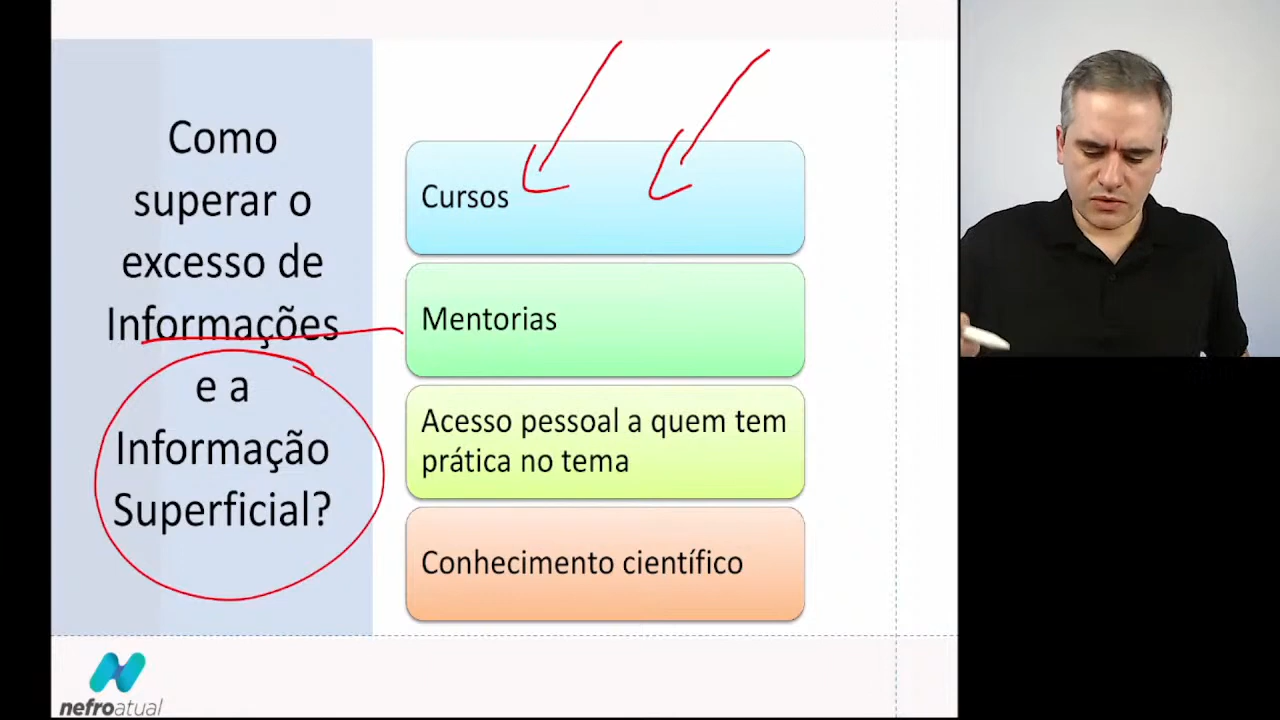 Como
superar o
excesso de
Informações
e a
Informação
Superficial?
Cursos
Mentorias
Acesso pessoal a quem tem
prática no tema
Conhecimento científico
nefroatual